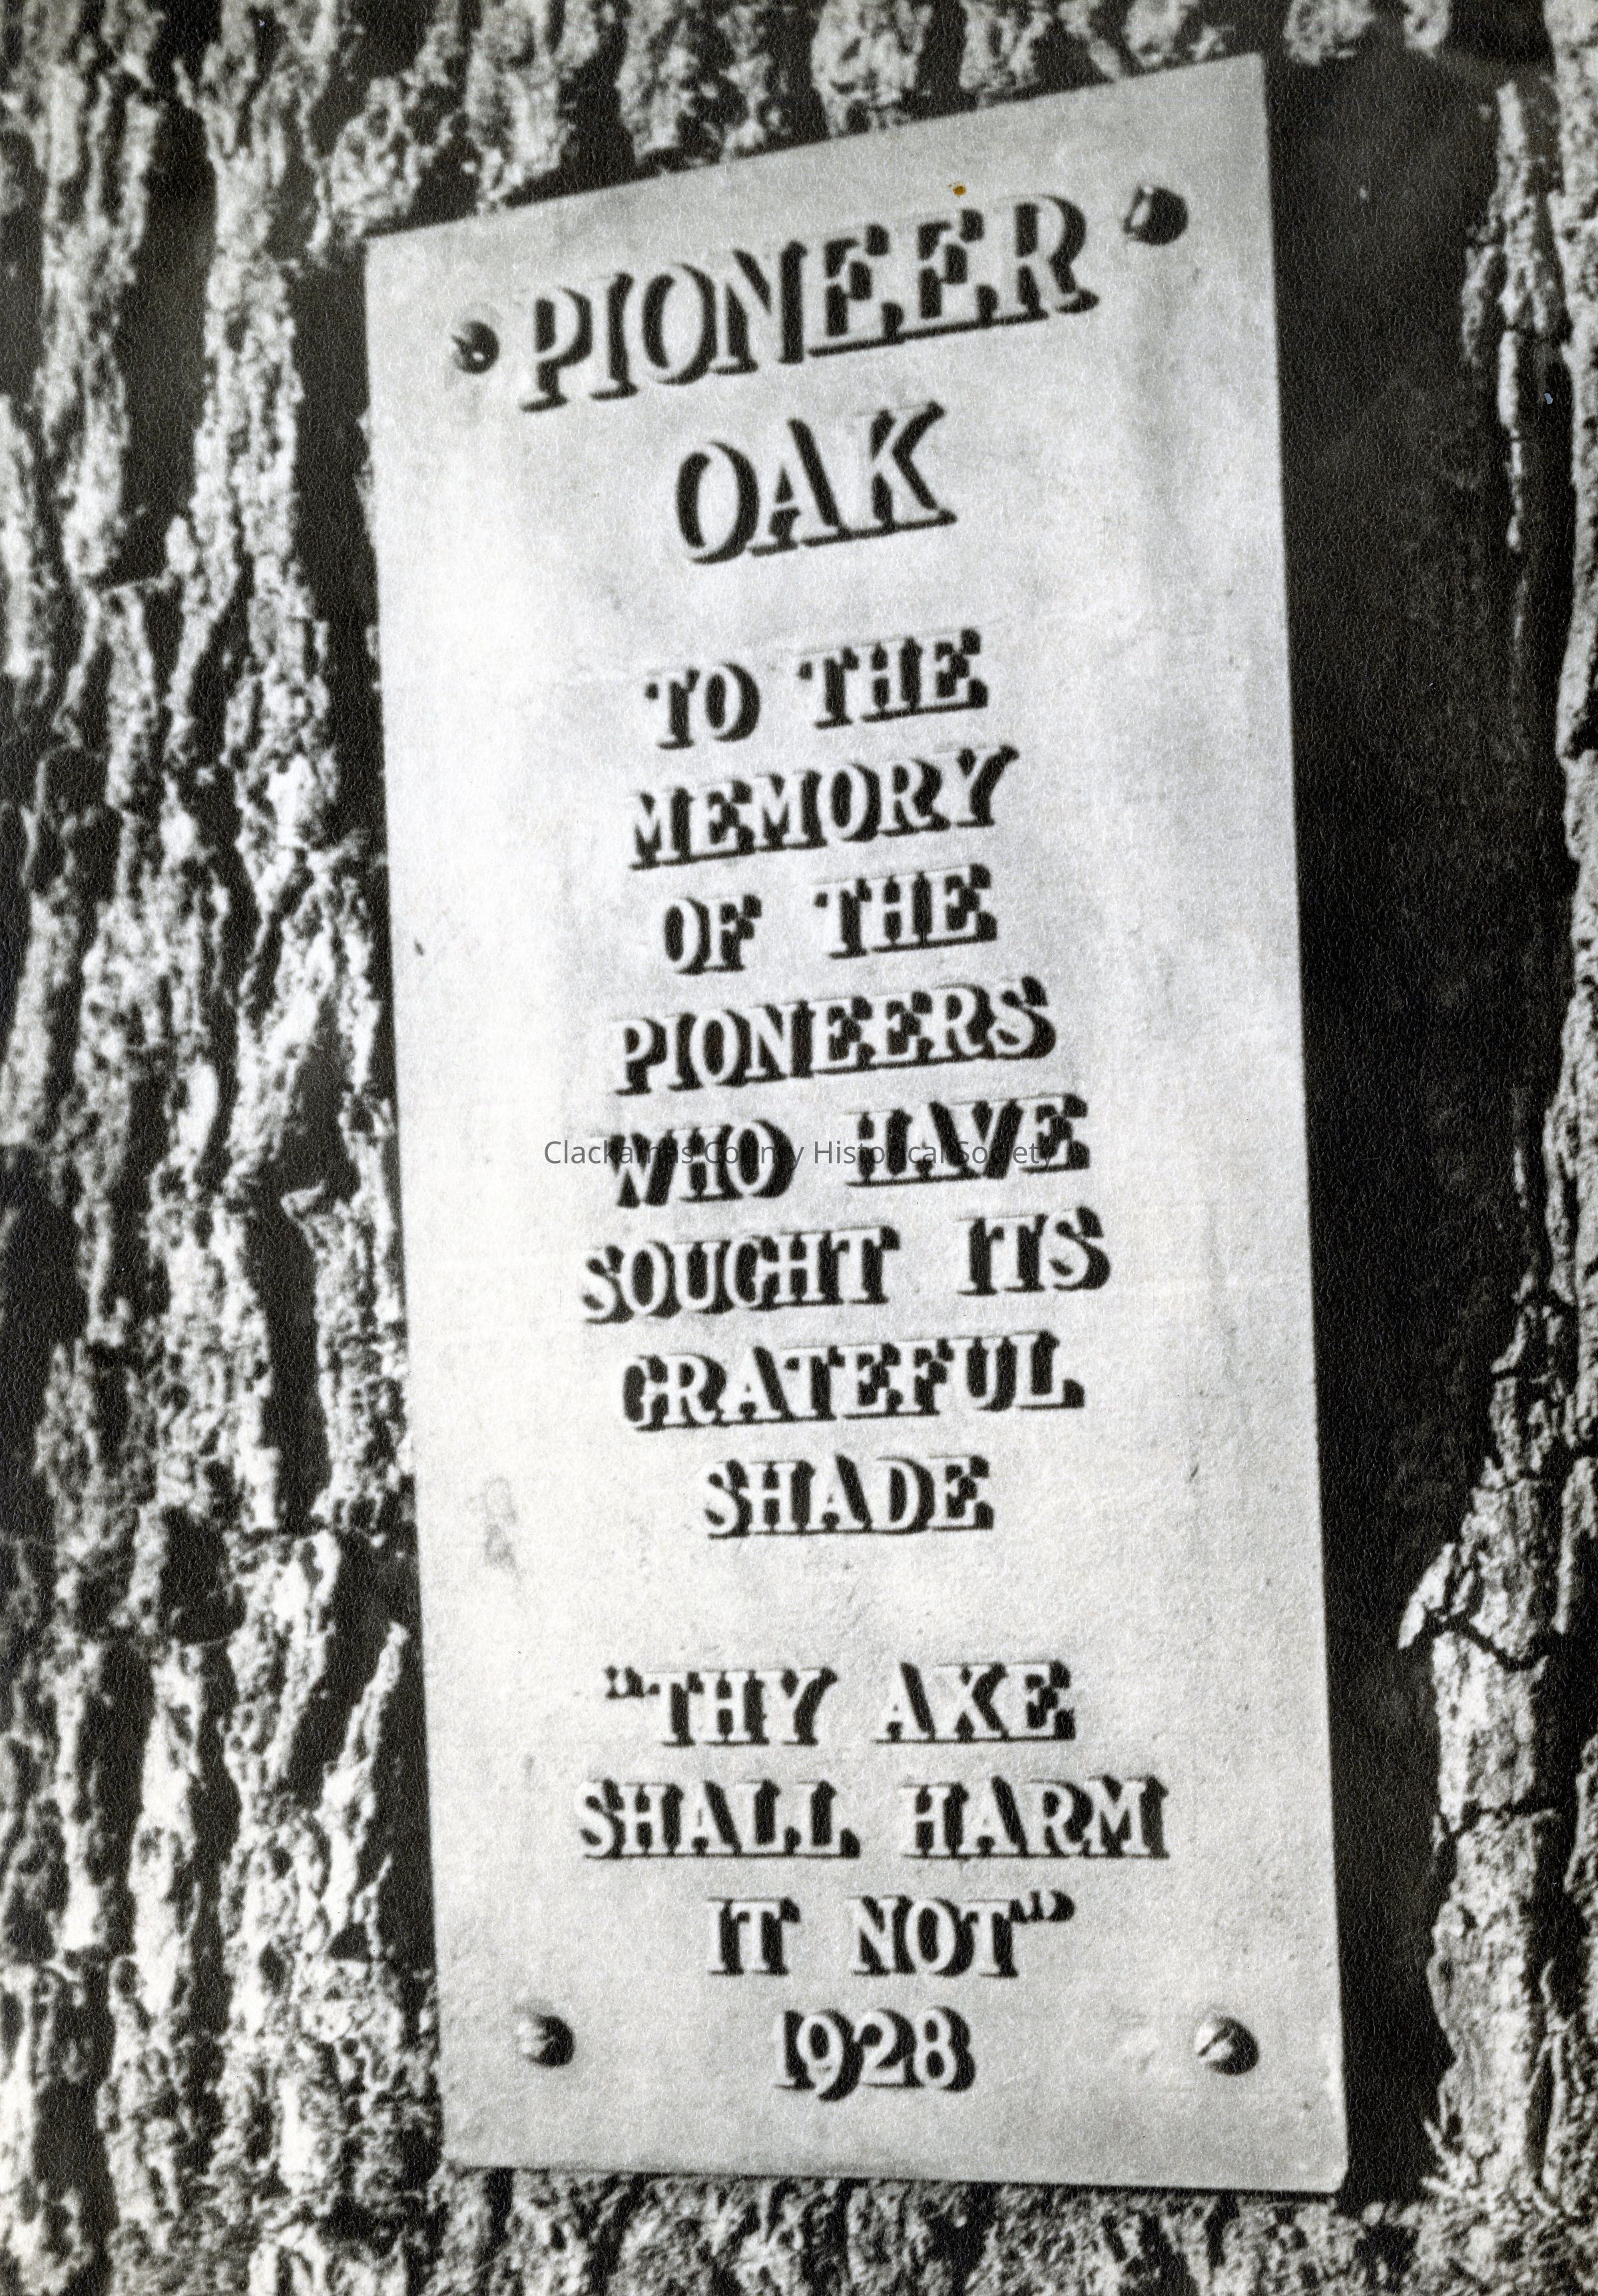 PIONEER
OAK
TO THE
MEMORY
OF THE
PIONEERS
WHO HAVE
Clackamas County Historical Society
SOUGHT ITS
GRATEFUL
SHADE
"THY AXE
SHALL HARM
IT NOT"
1928